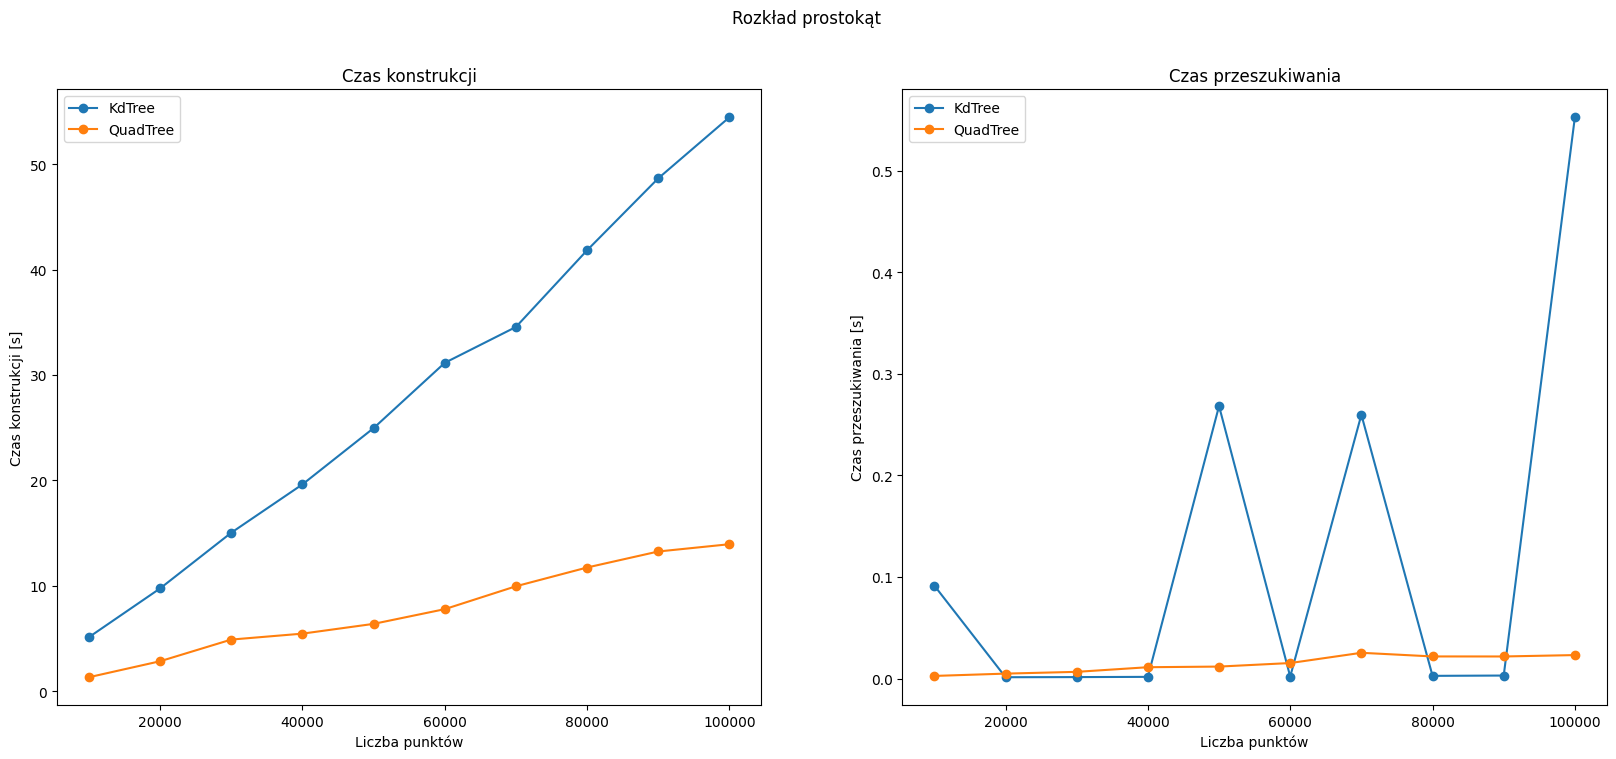 Rozkład prostokąt
Czas konstrukcji
KdTree
QuadTree
50
40
30
20
10
0
Czas konstrukcji [s]
20000
40000
60000
80000
100000
Liczba punktów
Czas przeszukiwania
KdTree
QuadTree
0.5
0.4
0.3
0.2
0.1
0.0
Czas przeszukiwania [s]
20000
40000
60000
80000
100000
Liczba punktów